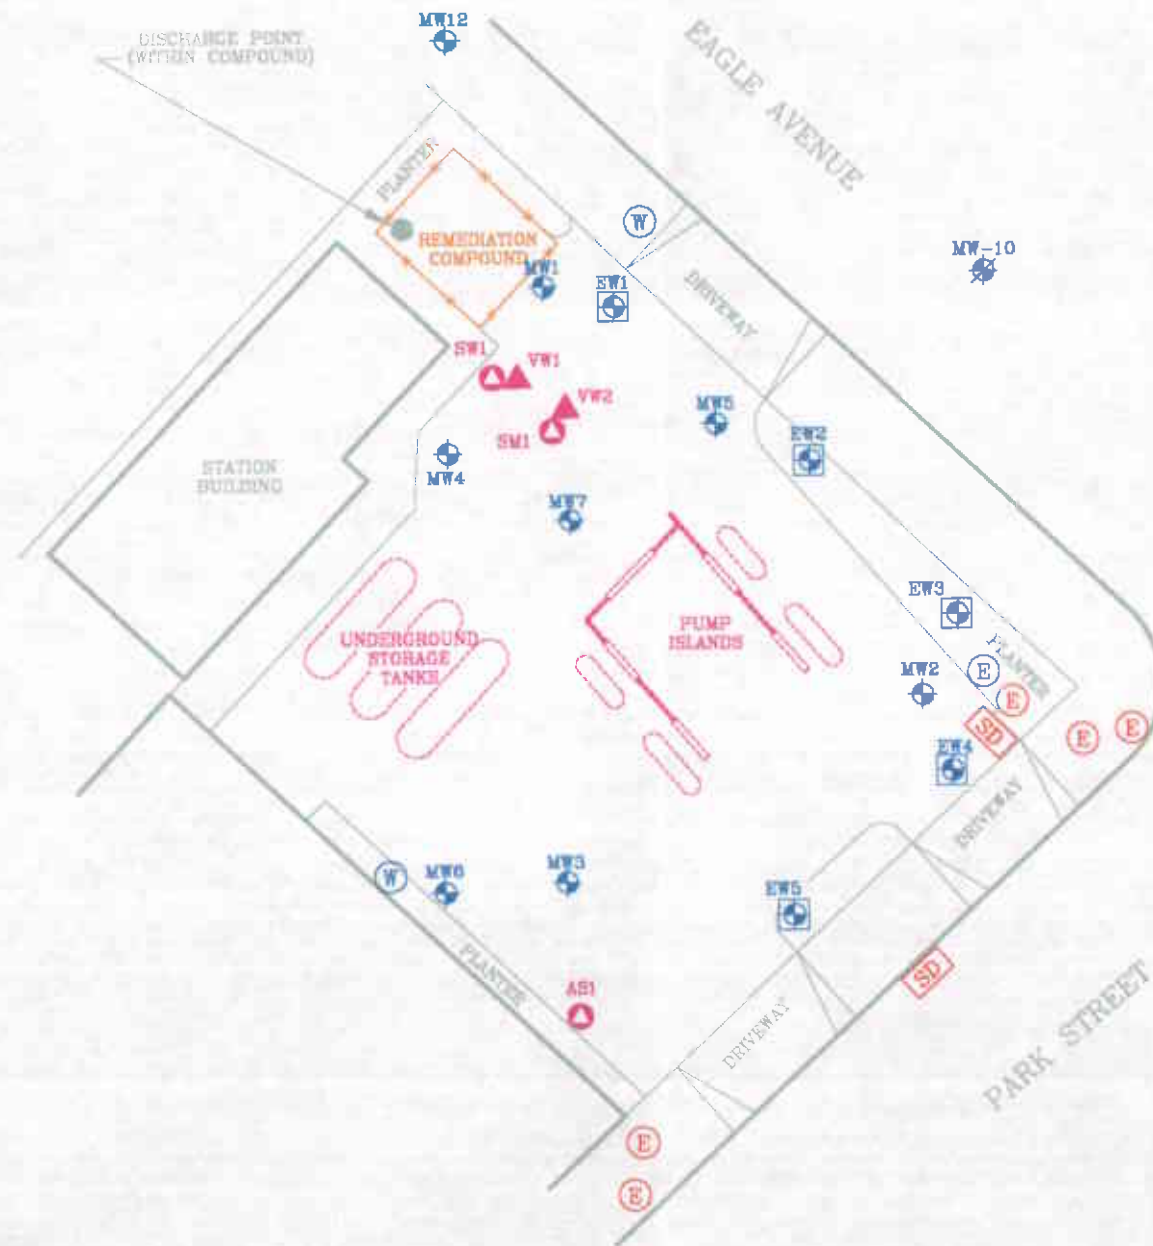 MW12
DISCHARGE POINT
(WITHIN COMPOUND)
EAGLE AVENUE
PLANTER
W
REMEDIATION
COMPOUND
MW-10
MW1
EW1
DRIVEWAY
SW1
VW1
VW2
SM1
MW5
EW2
MW4
STATION
BUILDING
MW7
EW3
UNDERGROUND
STORAGE
TANKS
PUMP
ISLANDS
PLANTER
MW2
E
E
SD
E
E
EW4
DRIVEWAY
W
MW6
MW3
EW5
PLANTER
SD
AS1
DRIVEWAY
PARK STREET
E
E